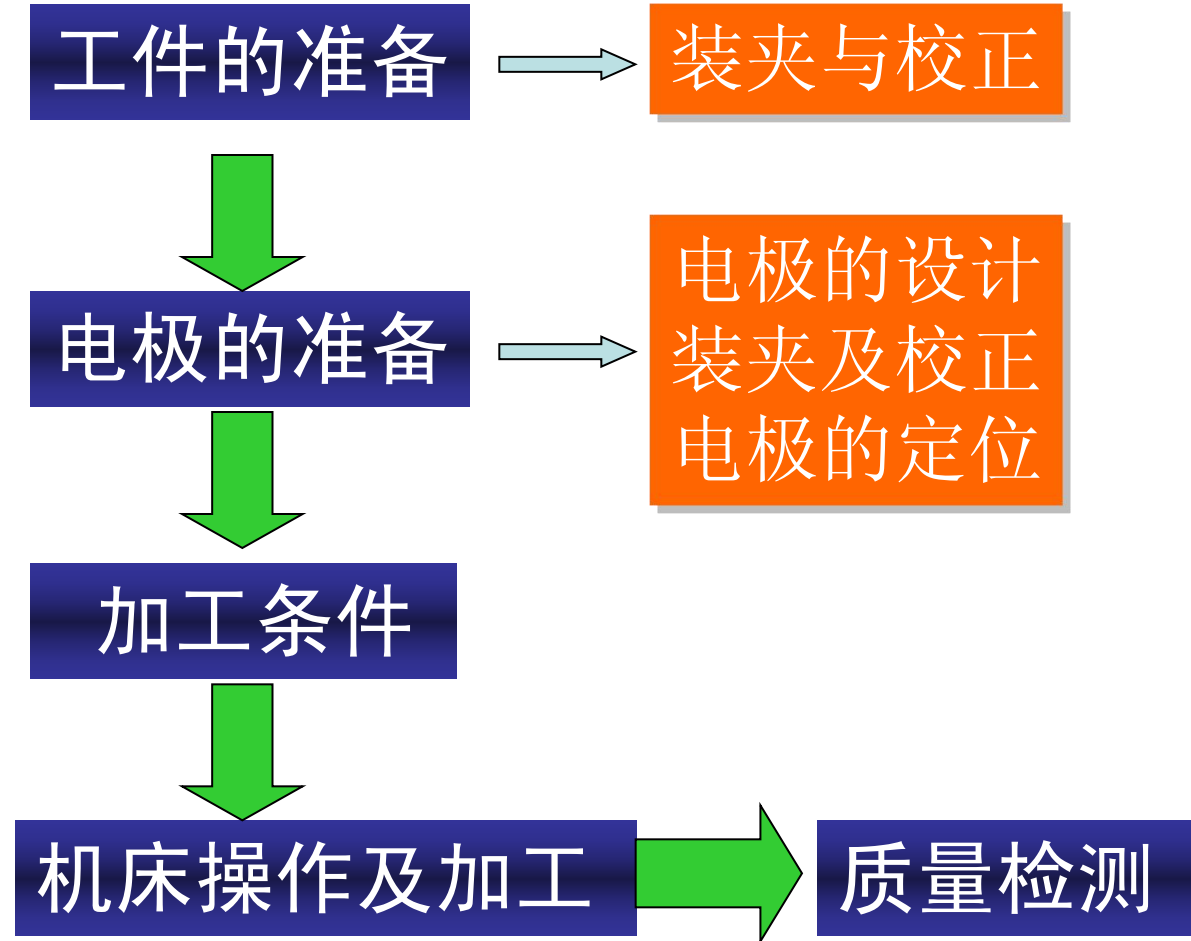 工件的准备
装夹与校正
电极的准备
电极的设计
装夹及校正
电极的定位
加工条件
机床操作及加工
质量检测